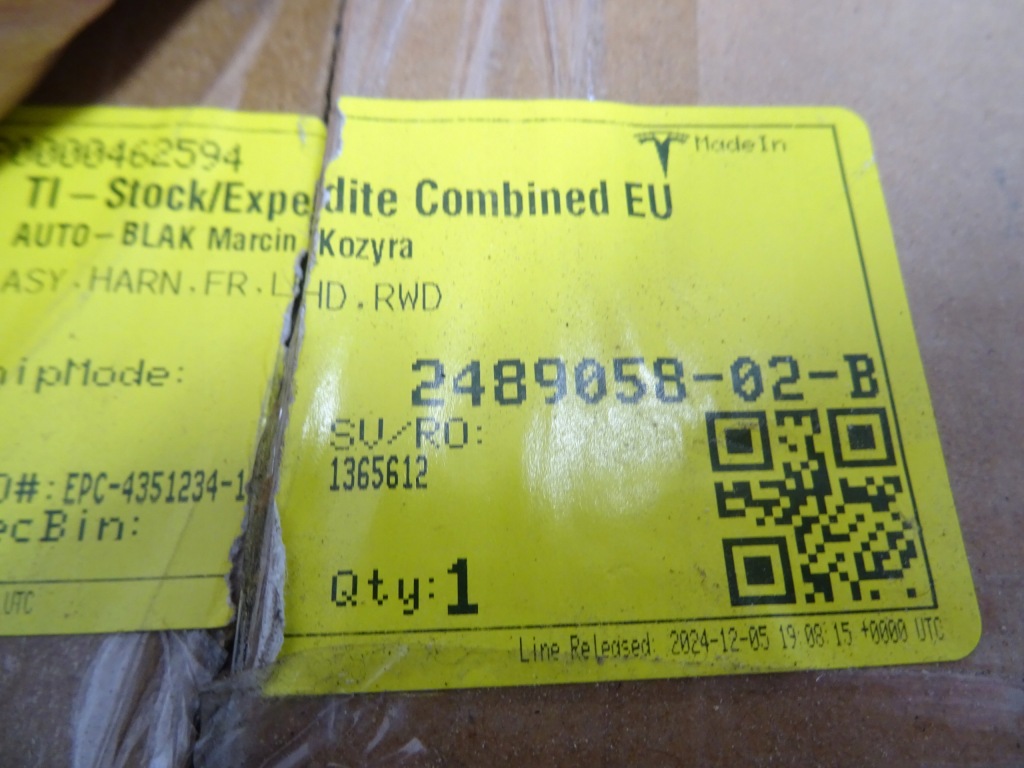 0000462594
Made In
TI-Stock/Expedite Combined EU
AUTO-BLAK Marcin Kozyra
ASY.HARN.FR.LHD.RWD
ipMode:
2489058-02-B
SV/RO:
1365612
#: EPC-4351234-1
ecBin:
Qty: 1
UTC
Line Released: 2024-12-05 19:08:15 +0000 UTC